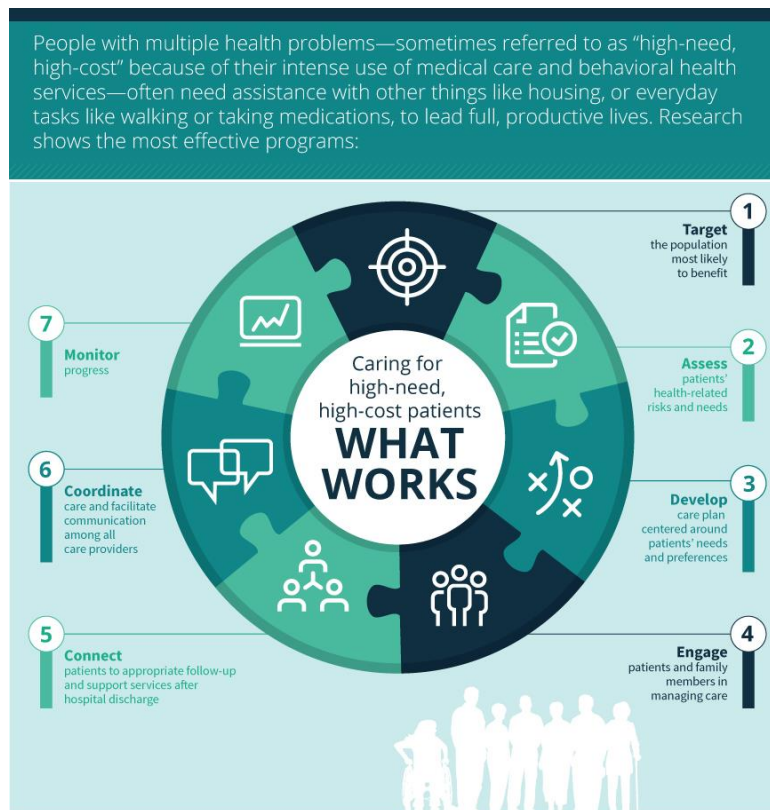 People with multiple health problems—sometimes referred to as “high-need,
high-cost” because of their intense use of medical care and behavioral health
services—often need assistance with other things like housing, or everyday
tasks like walking or taking medications, to lead full, productive lives. Research
shows the most effective programs:
Caring for
high-need,
high-cost patients
WHAT
WORKS
1
Target
the population
most likely
to benefit
2
Assess
patients’
health-related
risks and needs
3
Develop
care plan
centered around
patients’ needs
and preferences
4
Engage
patients and family
members in
managing care
5
Connect
patients to appropriate follow-up
and support services after
hospital discharge
6
Coordinate
care and facilitate
communication
among all
care providers
7
Monitor
progress